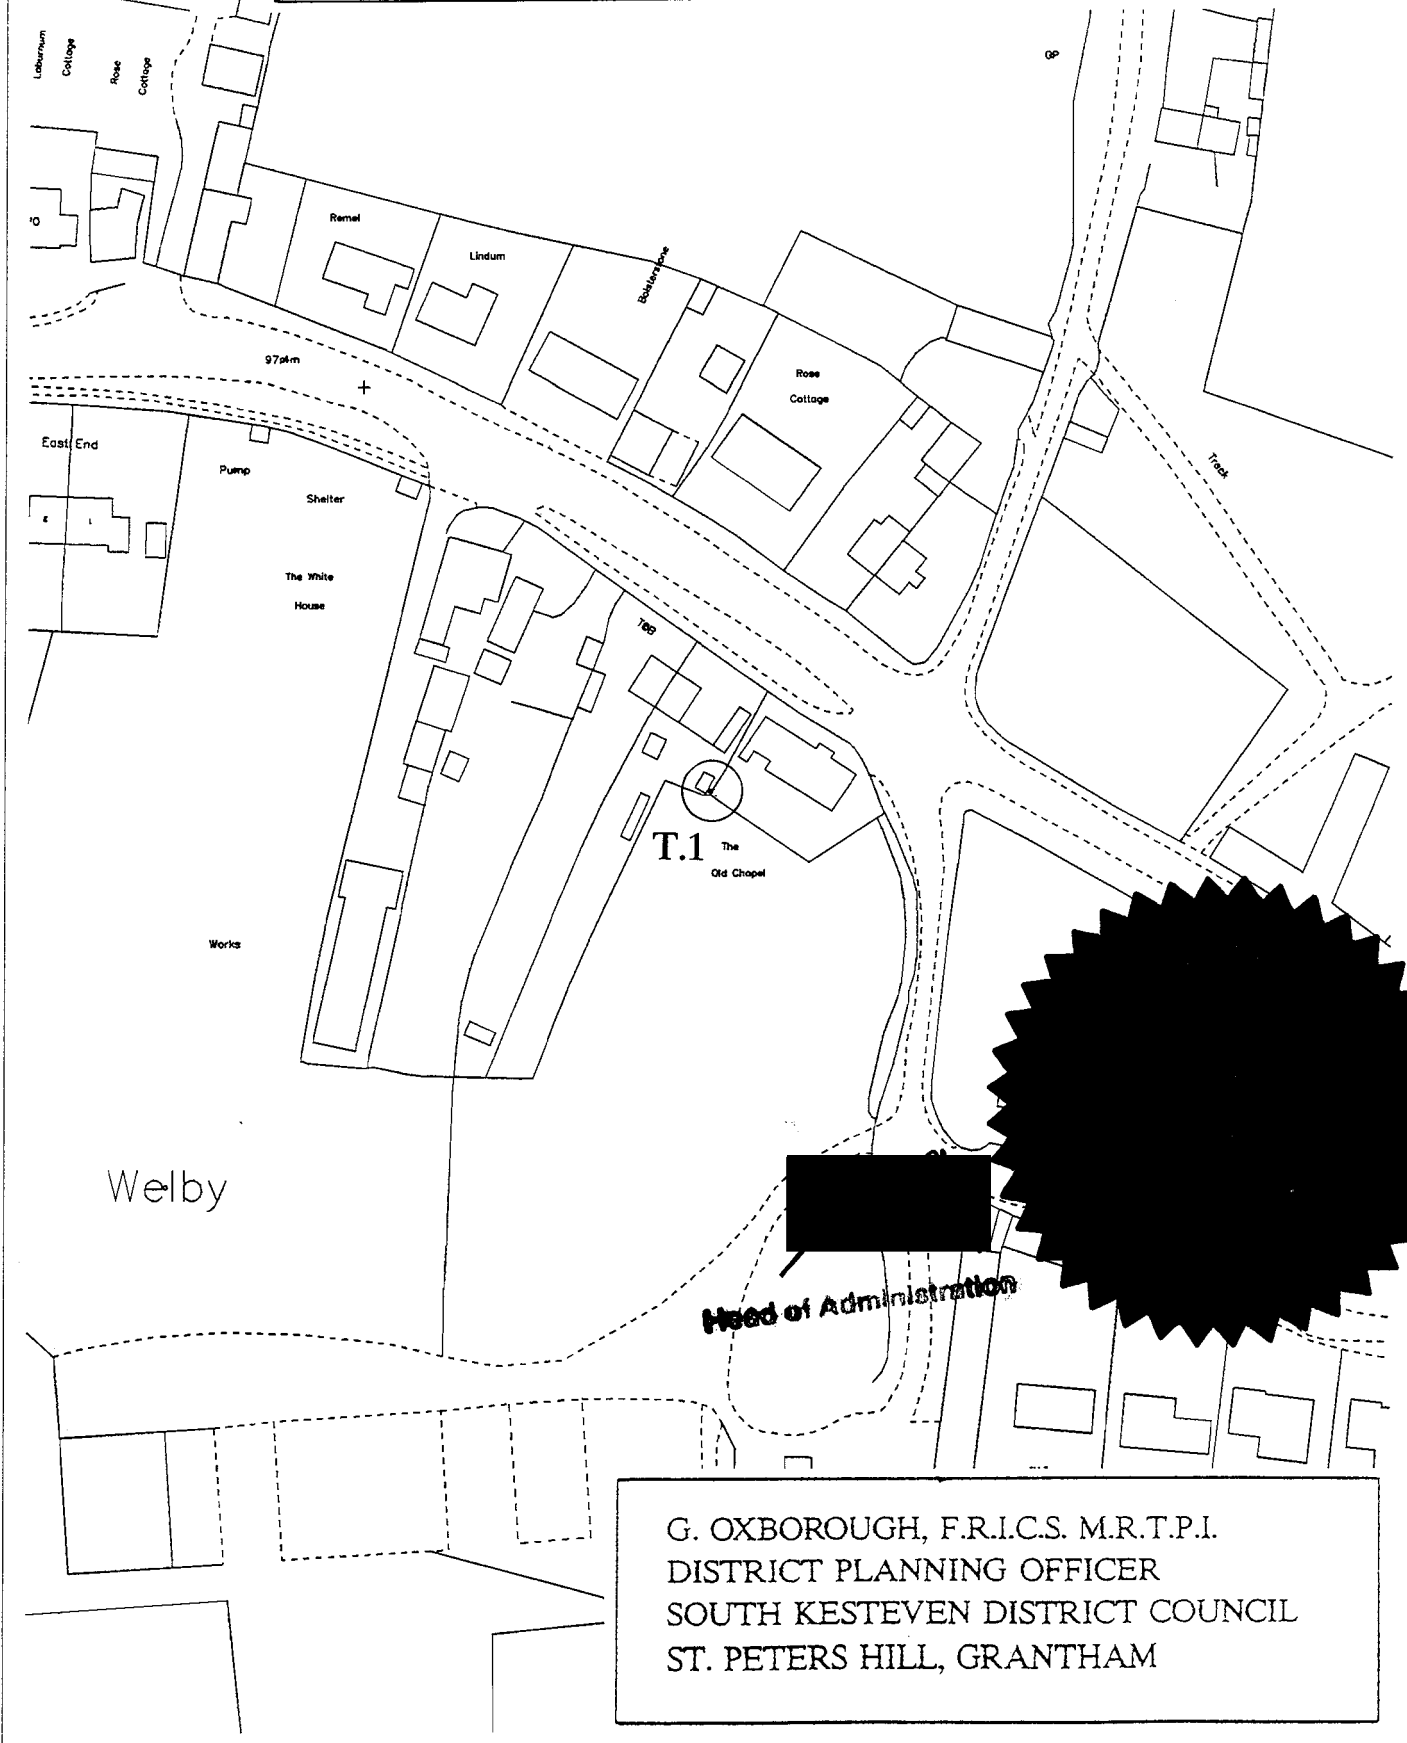 Laburnum
Cottage
Rose
Cottage
GP
Remel
Lindum
Bolsterstone
Rose
Cottage
97.4m
East End
Pump
Shelter
Track
The White
House
TCB
T.1
The
Old Chapel
Works
Welby
Head of Administration
G. OXBOROUGH, F.R.I.C.S. M.R.T.P.I.
DISTRICT PLANNING OFFICER
SOUTH KESTEVEN DISTRICT COUNCIL
ST. PETERS HILL, GRANTHAM